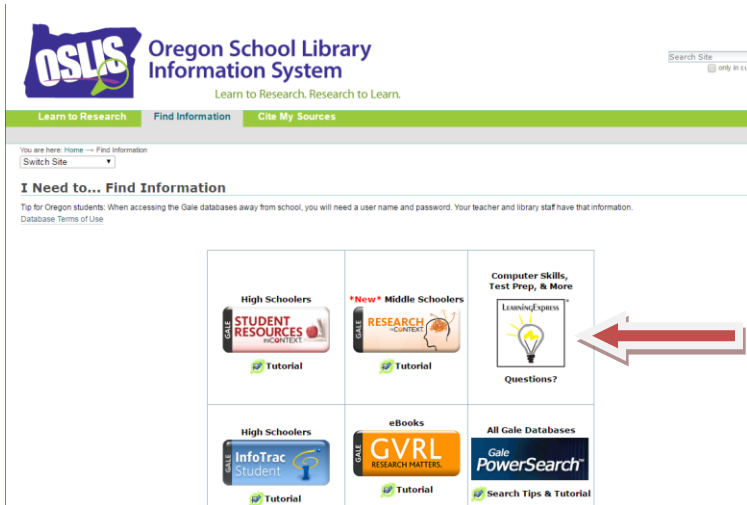 OSLIS
Oregon School Library
Information System
Learn to Research. Research to Learn.
Search Site
only in cu
Learn to Research Find Information Cite My Sources
You are here: Home → Find Information
Switch Site
I Need to... Find Information
Tip for Oregon students: When accessing the Gale databases away from school, you will need a user name and password. Your teacher and library staff have that information.
Database Terms of Use
High Schoolers
GALE
STUDENT
RESOURCES
IN CONTEXT
Tutorial
*New* Middle Schoolers
GALE
RESEARCH
IN CONTEXT
Tutorial
Computer Skills,
Test Prep, & More
LEARNINGEXPRESS
Questions?
High Schoolers
GALE
InfoTrac
Student
Tutorial
eBooks
GALE
GVRL
RESEARCH MATTERS.
Tutorial
All Gale Databases
Gale
PowerSearch™
Search Tips & Tutorial